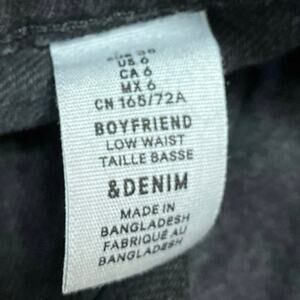 US 6
CA 6
MX 6
CN 165/72A
BOYFRIEND
LOW WAIST
TAILLE BASSE
&DENIM
MADE IN
BANGLADESH
FABRIQUÉ AU
BANGLADESH